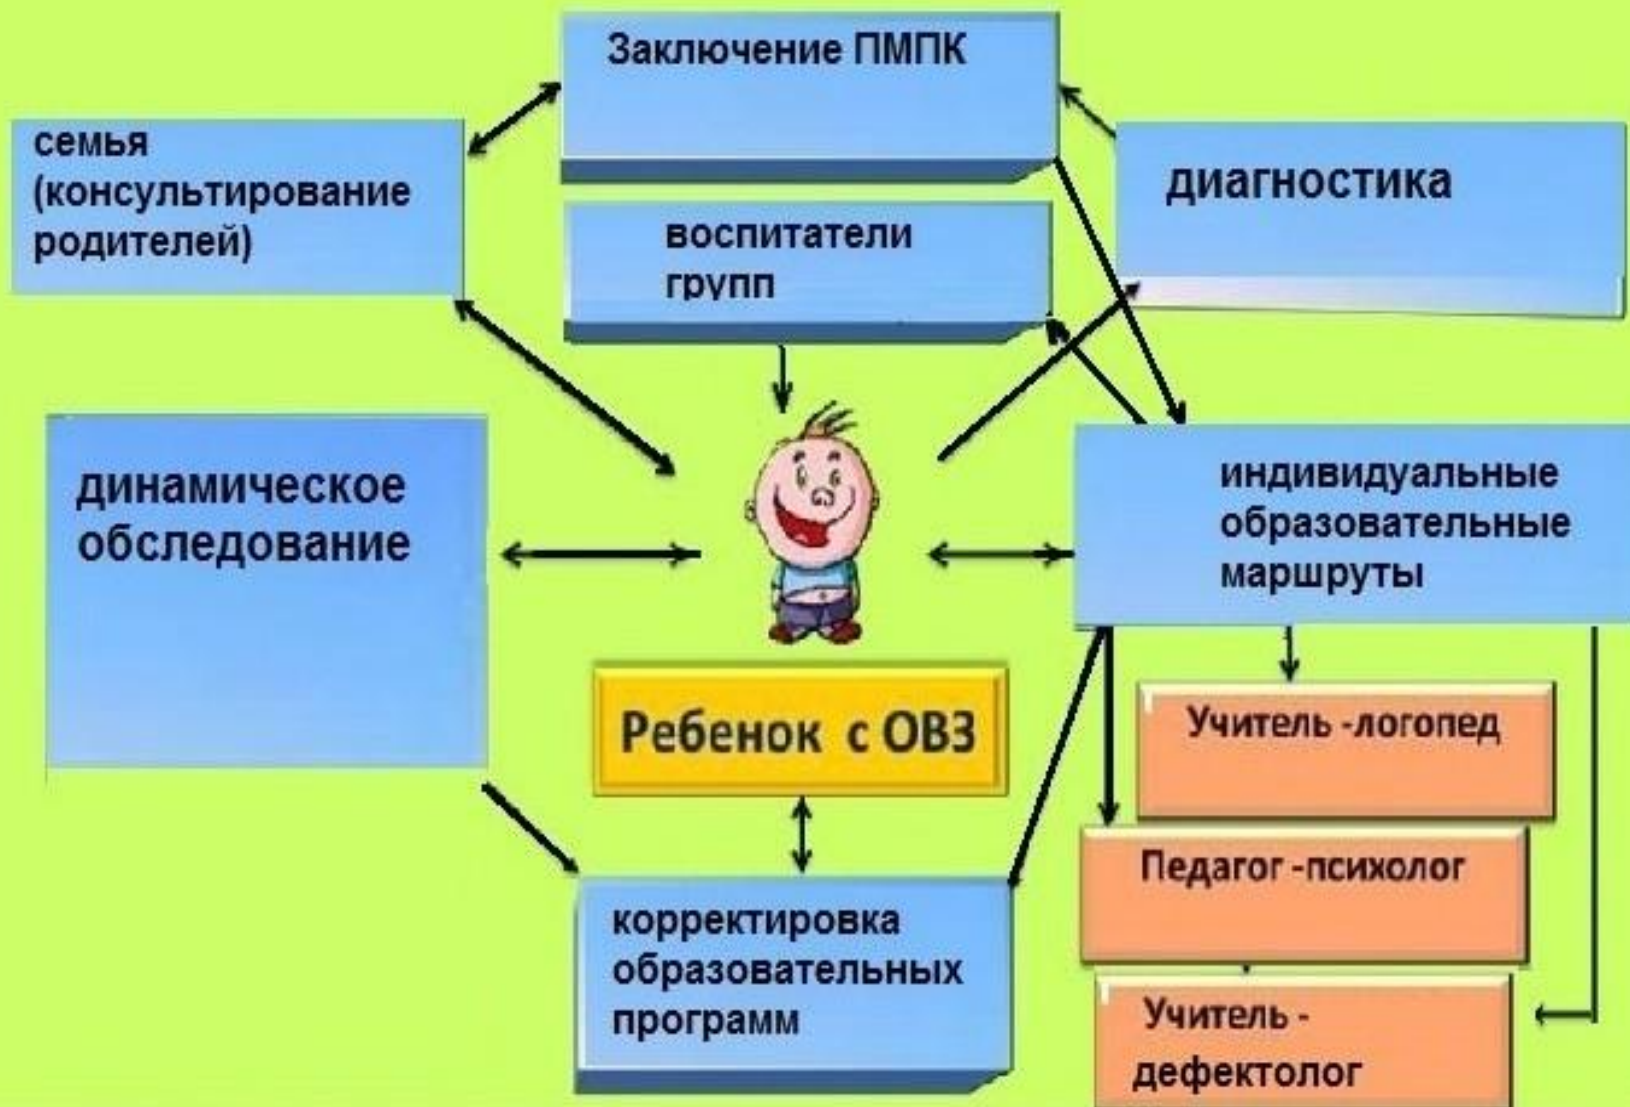 Заключение ПМПК
семья
(консультирование
родителей)
диагностика
воспитатели
групп
динамическое
обследование
индивидуальные
образовательные
маршруты
Ребенок с ОВЗ
Учитель -логопед
Педагог -психолог
корректировка
образовательных
программ
Учитель -
дефектолог